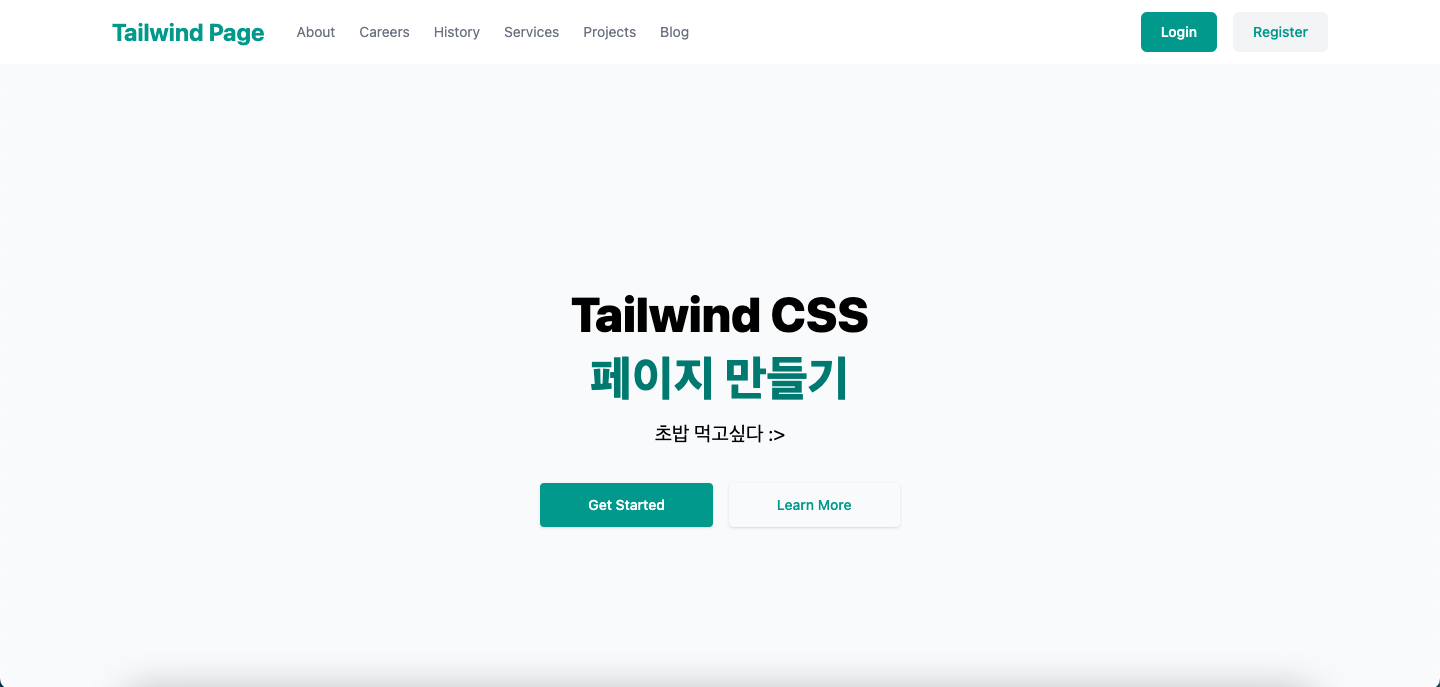 Tailwind Page About Careers History Services Projects Blog Login Register
Tailwind CSS
페이지 만들기
초밥 먹고싶다 :>
Get Started Learn More